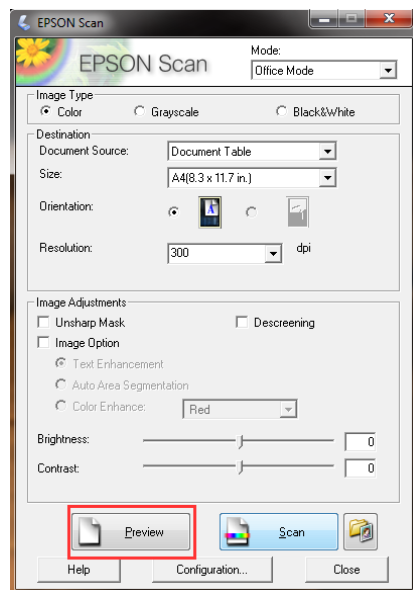 EPSON Scan
EPSON Scan
Mode:
Office Mode
Image Type
Color Grayscale Black&White
Destination
Document Source: Document Table
Size: A4(8.3 x 11.7 in.)
Orientation:
Resolution: 300 dpi
Image Adjustments
Unsharp Mask Descreening
Image Option
Text Enhancement
Auto Area Segmentation
Color Enhance: Red
Brightness: 0
Contrast: 0
Preview Scan
Help Configuration... Close